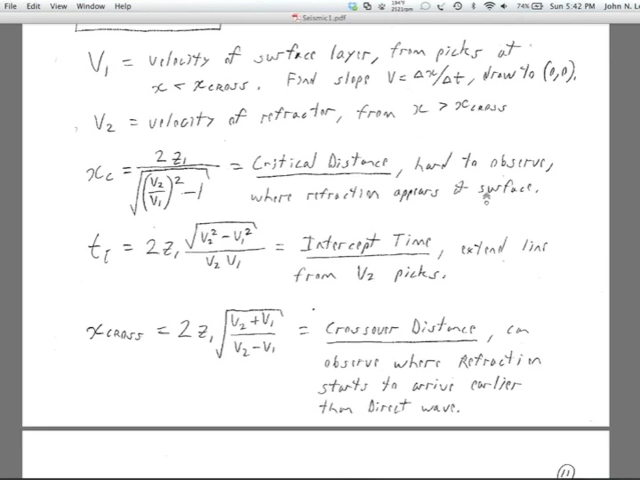 File Edit View Window Help 184°F 2521rpm 74% Sun 5:42 PM John N. Lo
Seismic1.pdf
V₁ = velocity of surface layer, from picks at
x < xCROSS. Find slope V = Δx/Δt, draw to (0,0).
V₂ = velocity of refractor, from x > xCROSS
xc = 2z₁/√((V₂/V₁)² - 1) = Critical Distance, hard to observe,
where refraction appears @ surface.
ti = 2z₁ √(V₂² - V₁²)/(V₂ V₁) = Intercept Time, extend line
from V₂ picks.
xCROSS = 2z₁ √((V₂+V₁)/(V₂-V₁)) = Crossover Distance, can
observe where Refraction
starts to arrive earlier
than Direct wave.
11